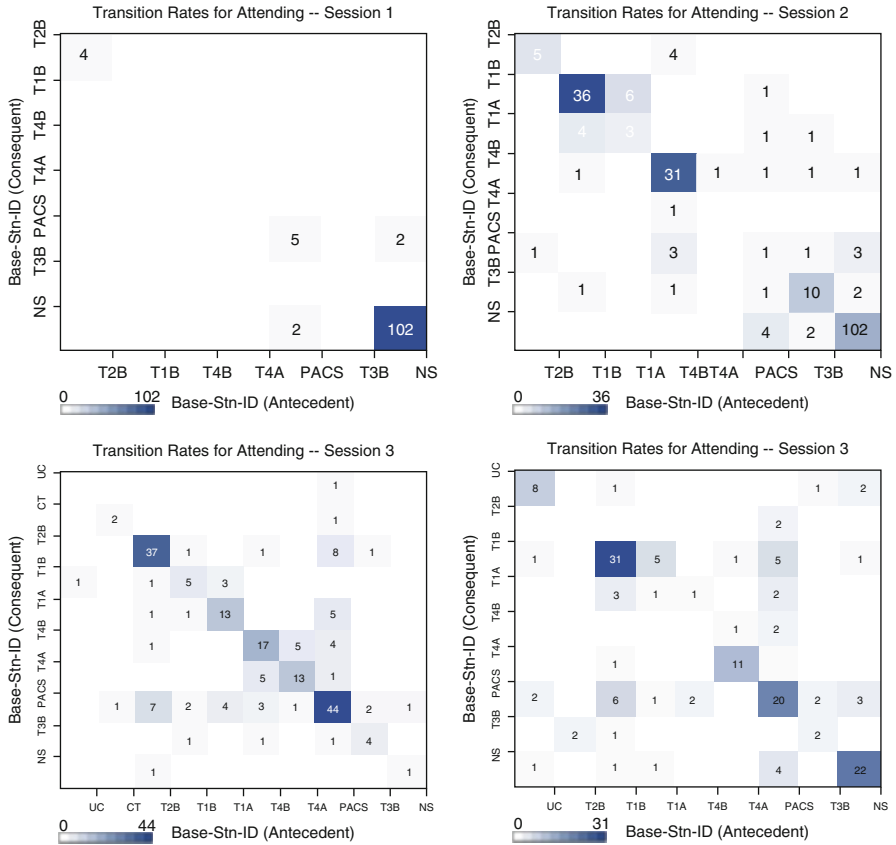 Transition Rates for Attending -- Session 1
Base-Stn-ID (Consequent)
T2B
T1B
T4B
T4A
PACS
T3B
NS
4
5 2
2 102
T2B T1B T4B T4A PACS T3B NS
0 102
Base-Stn-ID (Antecedent)
Transition Rates for Attending -- Session 2
Base-Stn-ID (Consequent)
T2B
T1B
T1A
T4B
T4A
PACS
T3B
NS
5 4
36 6 1
4 3 1 1
1 31 1 1 1 1
1
1 3 1 1 3
1 1 1 10 2
4 2 102
T2B T1B T1A T4B T4A PACS T3B NS
0 36
Base-Stn-ID (Antecedent)
Transition Rates for Attending -- Session 3
Base-Stn-ID (Consequent)
UC
CT
T2B
T1B
T1A
T4B
T4A
PACS
T3B
NS
1
2 1
37 1 1 8 1
1 1 5 3
1 1 13 5
1 17 5 4
5 13 1
1 7 2 4 3 1 44 2 1
1 1 1 4
1 1
UC CT T2B T1B T1A T4B T4A PACS T3B NS
0 44
Base-Stn-ID (Antecedent)
Transition Rates for Attending -- Session 3
Base-Stn-ID (Consequent)
UC
T2B
T1B
T1A
T4B
T4A
PACS
T3B
NS
8 1 1 2
2
1 31 5 1 5 1
3 1 1 2
1 2
1 11
2 6 1 2 20 2 3
2 1 2
1 1 1 4 22
UC T2B T1B T1A T4B T4A PACS T3B NS
0 31
Base-Stn-ID (Antecedent)